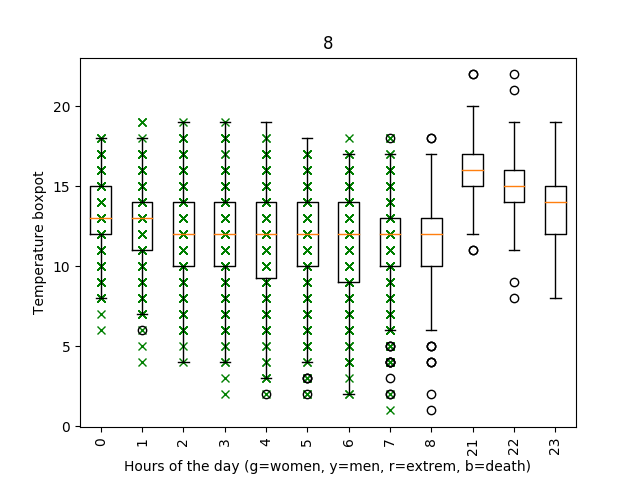 8
20
15
10
5
0
Temperature boxpot
0 1 2 3 4 5 6 7 8 21 22 23
Hours of the day (g=women, y=men, r=extrem, b=death)